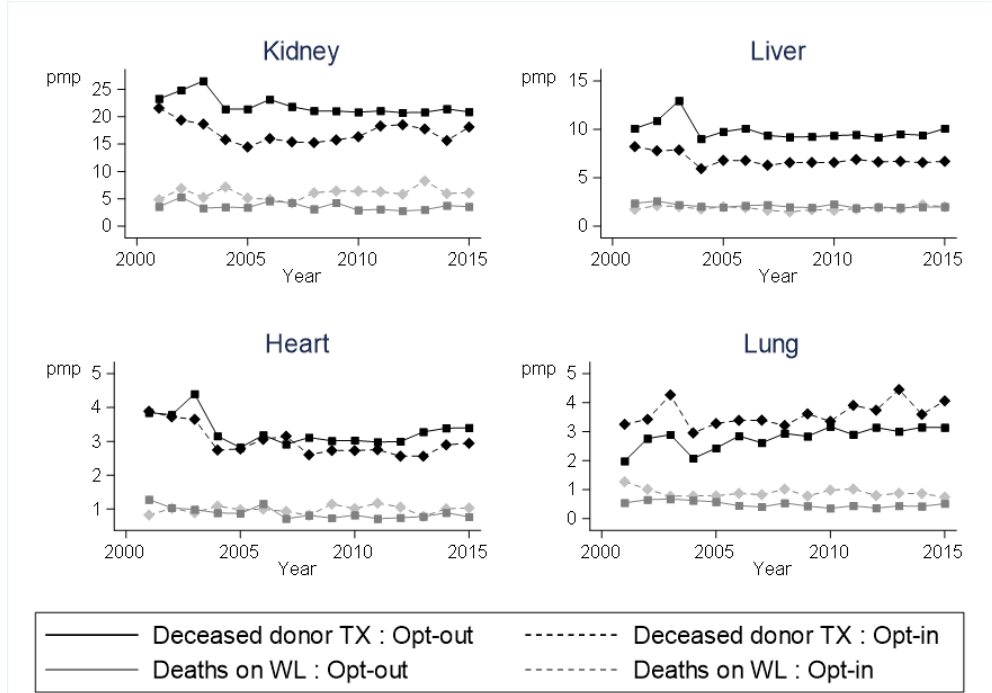 Kidney
pmp
25
20
15
10
5
0
2000 2005 2010 2015
Year
Liver
pmp
15
10
5
0
2000 2005 2010 2015
Year
Heart
pmp
5
4
3
2
1
2000 2005 2010 2015
Year
Lung
pmp
5
4
3
2
1
0
2000 2005 2010 2015
Year
Deceased donor TX : Opt-out
Deceased donor TX : Opt-in
Deaths on WL : Opt-out
Deaths on WL : Opt-in